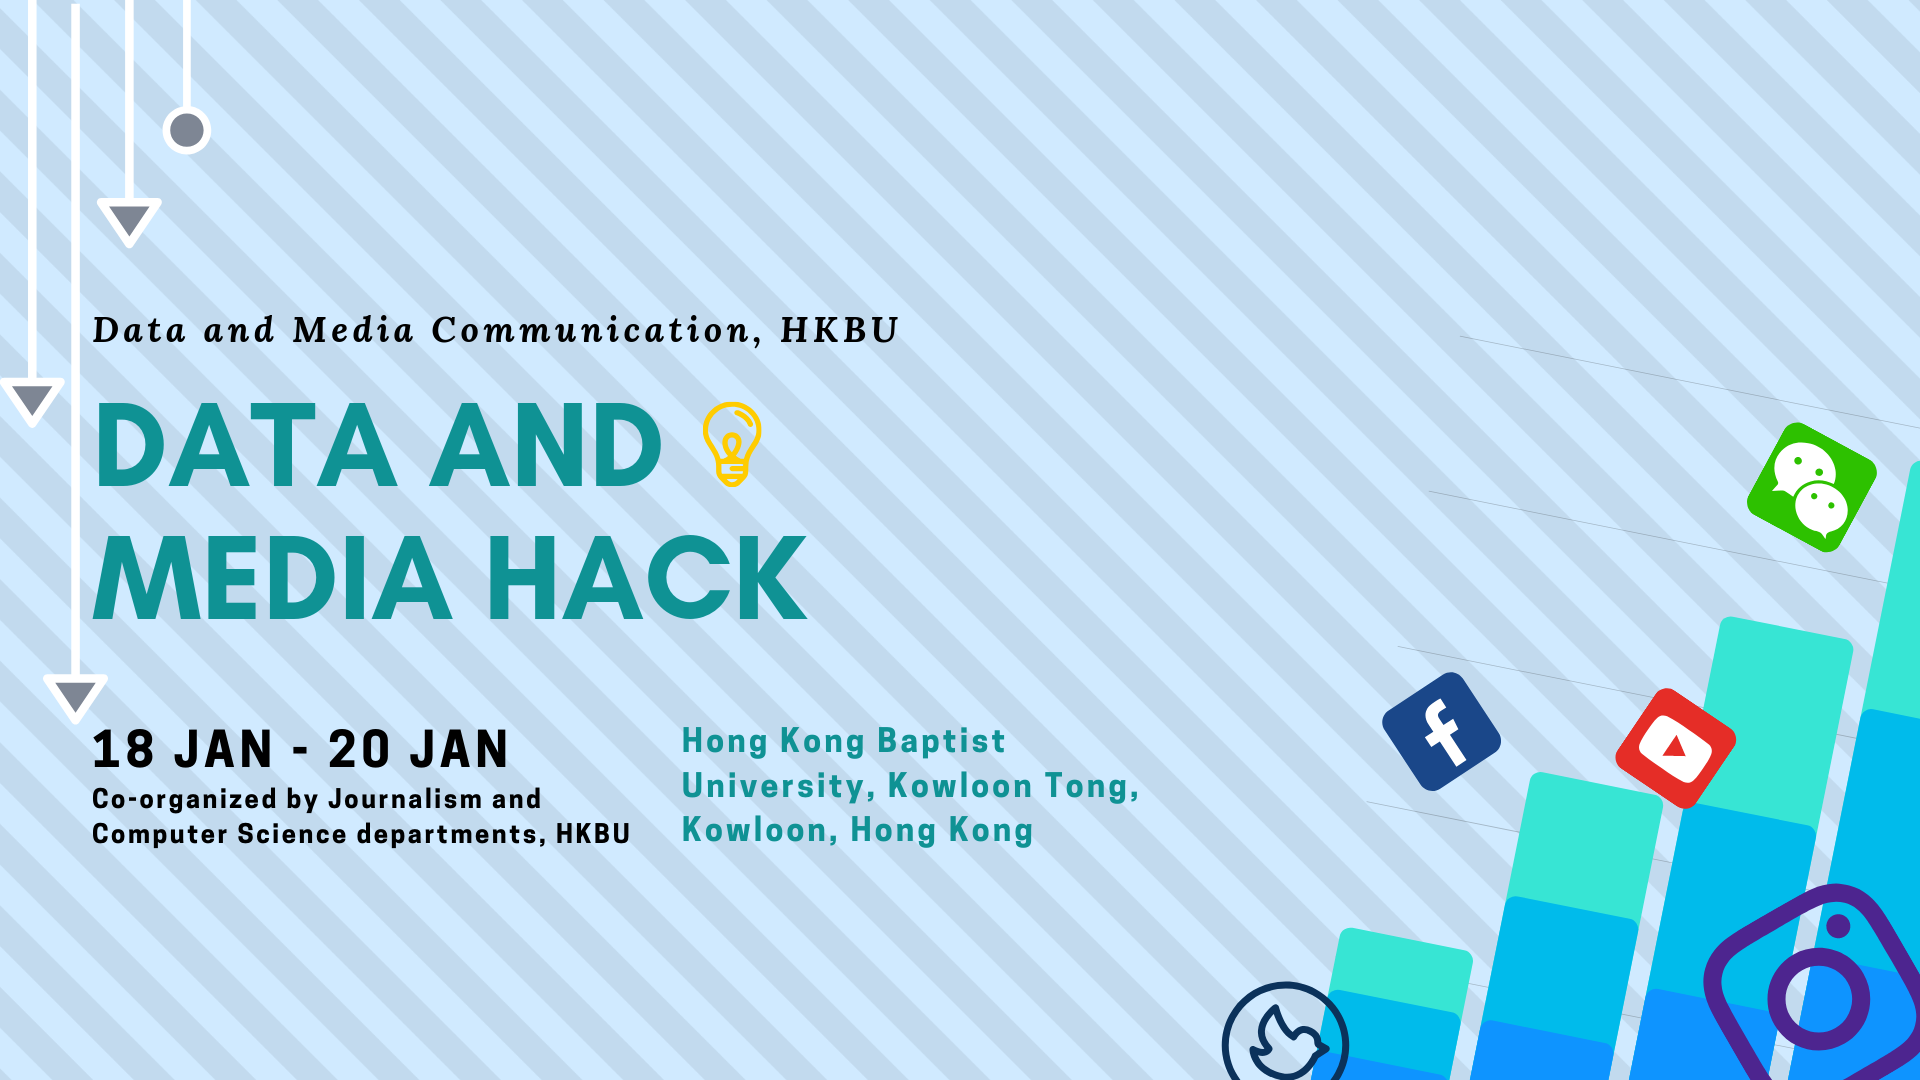 Data and Media Communication, HKBU
DATA AND
MEDIA HACK
18 JAN - 20 JAN
Co-organized by Journalism and
Computer Science departments, HKBU
Hong Kong Baptist
University, Kowloon Tong,
Kowloon, Hong Kong